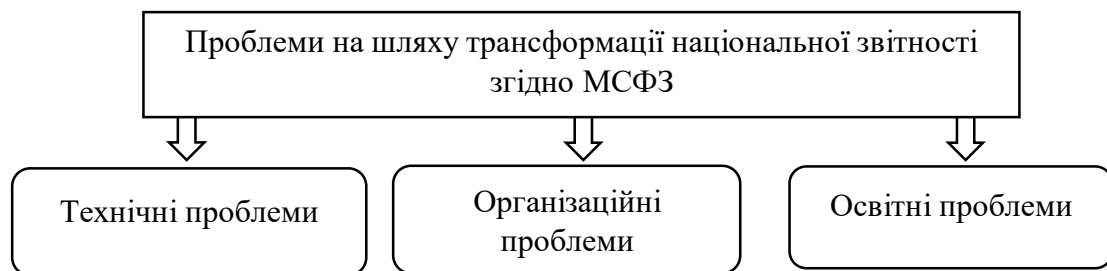 Проблеми на шляху трансформації національної звітності
згідно МСФЗ
Технічні проблеми
Організаційні
проблеми
Освітні проблеми